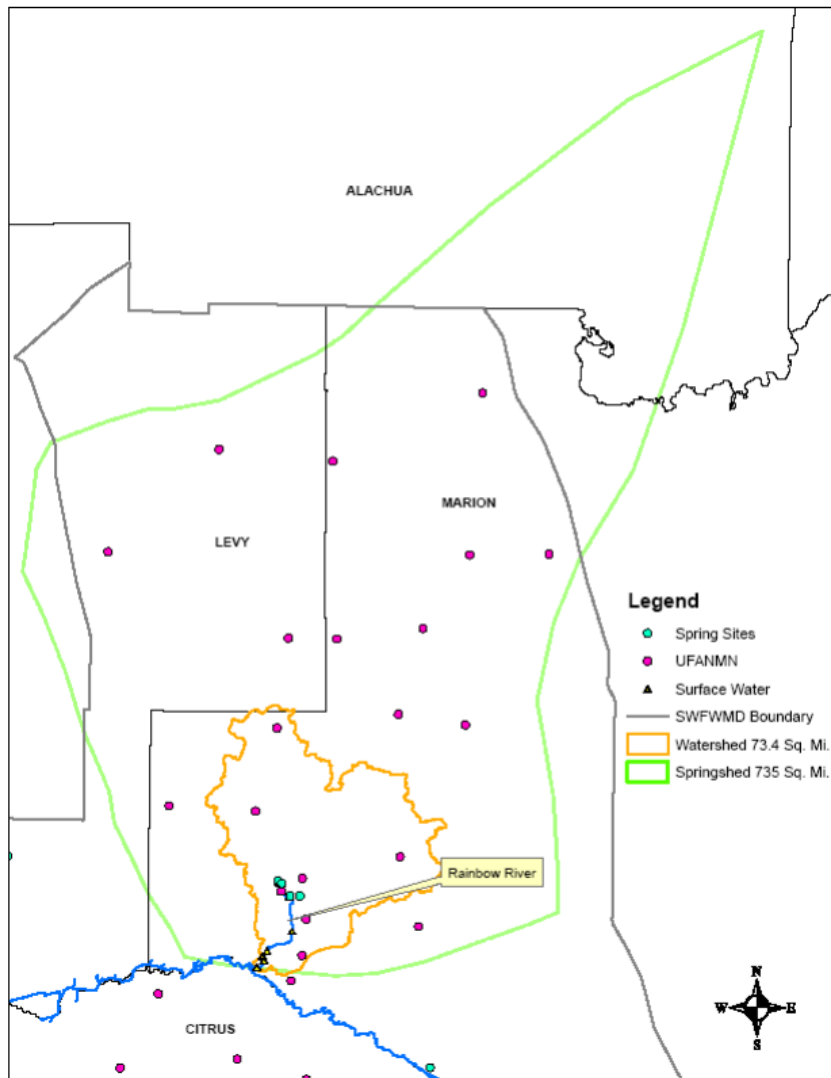 ALACHUA
MARION
LEVY
Legend
Spring Sites
UFANMN
Surface Water
SWFWMD Boundary
Watershed 73.4 Sq. Mi.
Springshed 735 Sq. Mi.
Rainbow River
N
W E
S
CITRUS